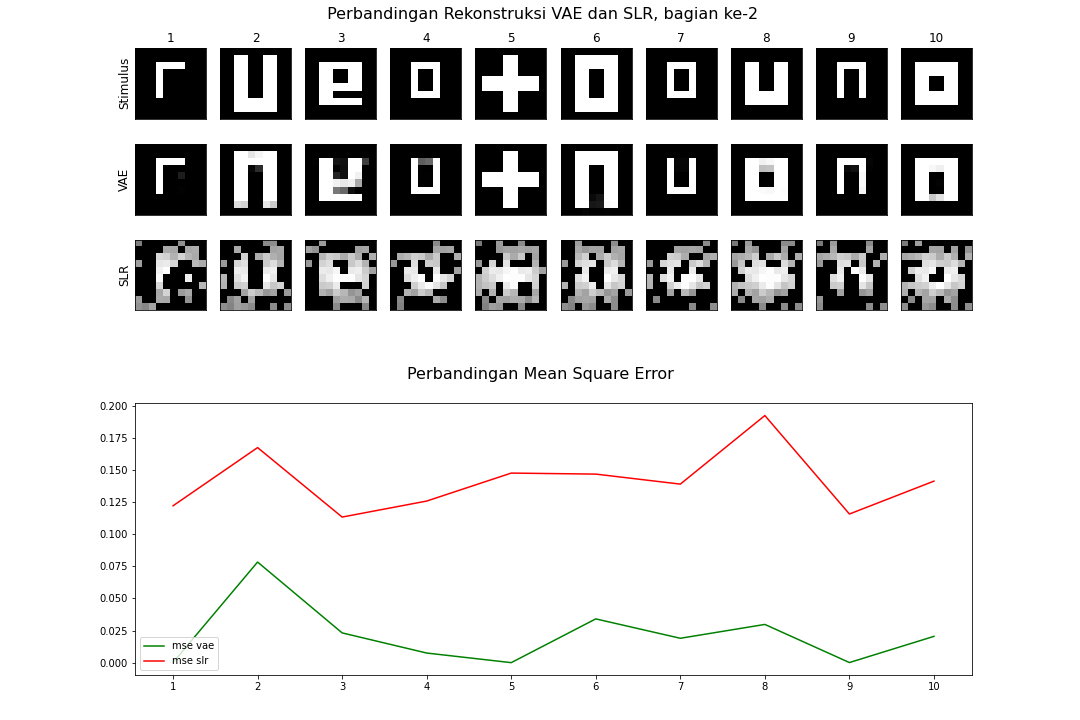 Perbandingan Rekonstruksi VAE dan SLR, bagian ke-2
1 2 3 4 5 6 7 8 9 10
Stimulus
VAE
SLR
Perbandingan Mean Square Error
0.200
0.175
0.150
0.125
0.100
0.075
0.050
0.025
0.000
mse vae
mse slr
1 2 3 4 5 6 7 8 9 10